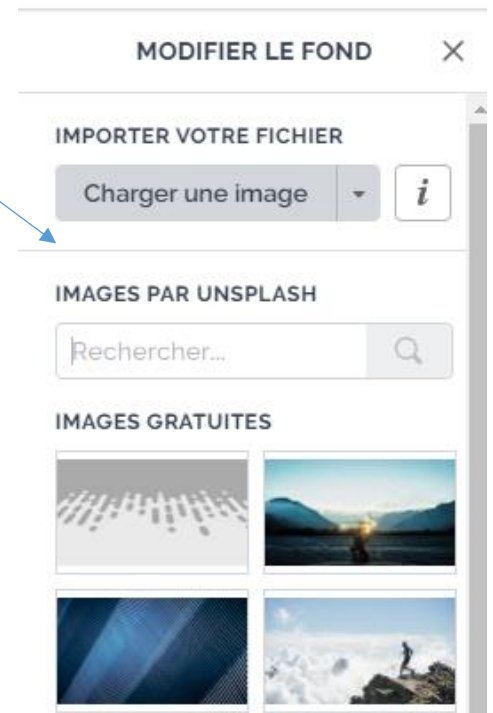 MODIFIER LE FOND
IMPORTER VOTRE FICHIER
Charger une image
i
IMAGES PAR UNSPLASH
Rechercher...
IMAGES GRATUITES